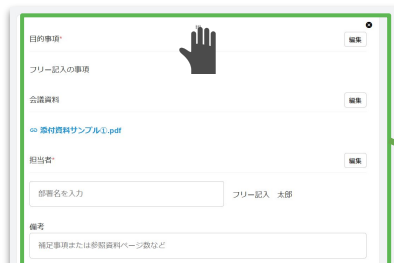 目的事項*
編集
フリー記入の事項
会議資料
編集
添付資料サンプル①.pdf
担当者*
編集
部署名を入力
フリー記入 太郎
備考
補足事項または参照資料ページ数など